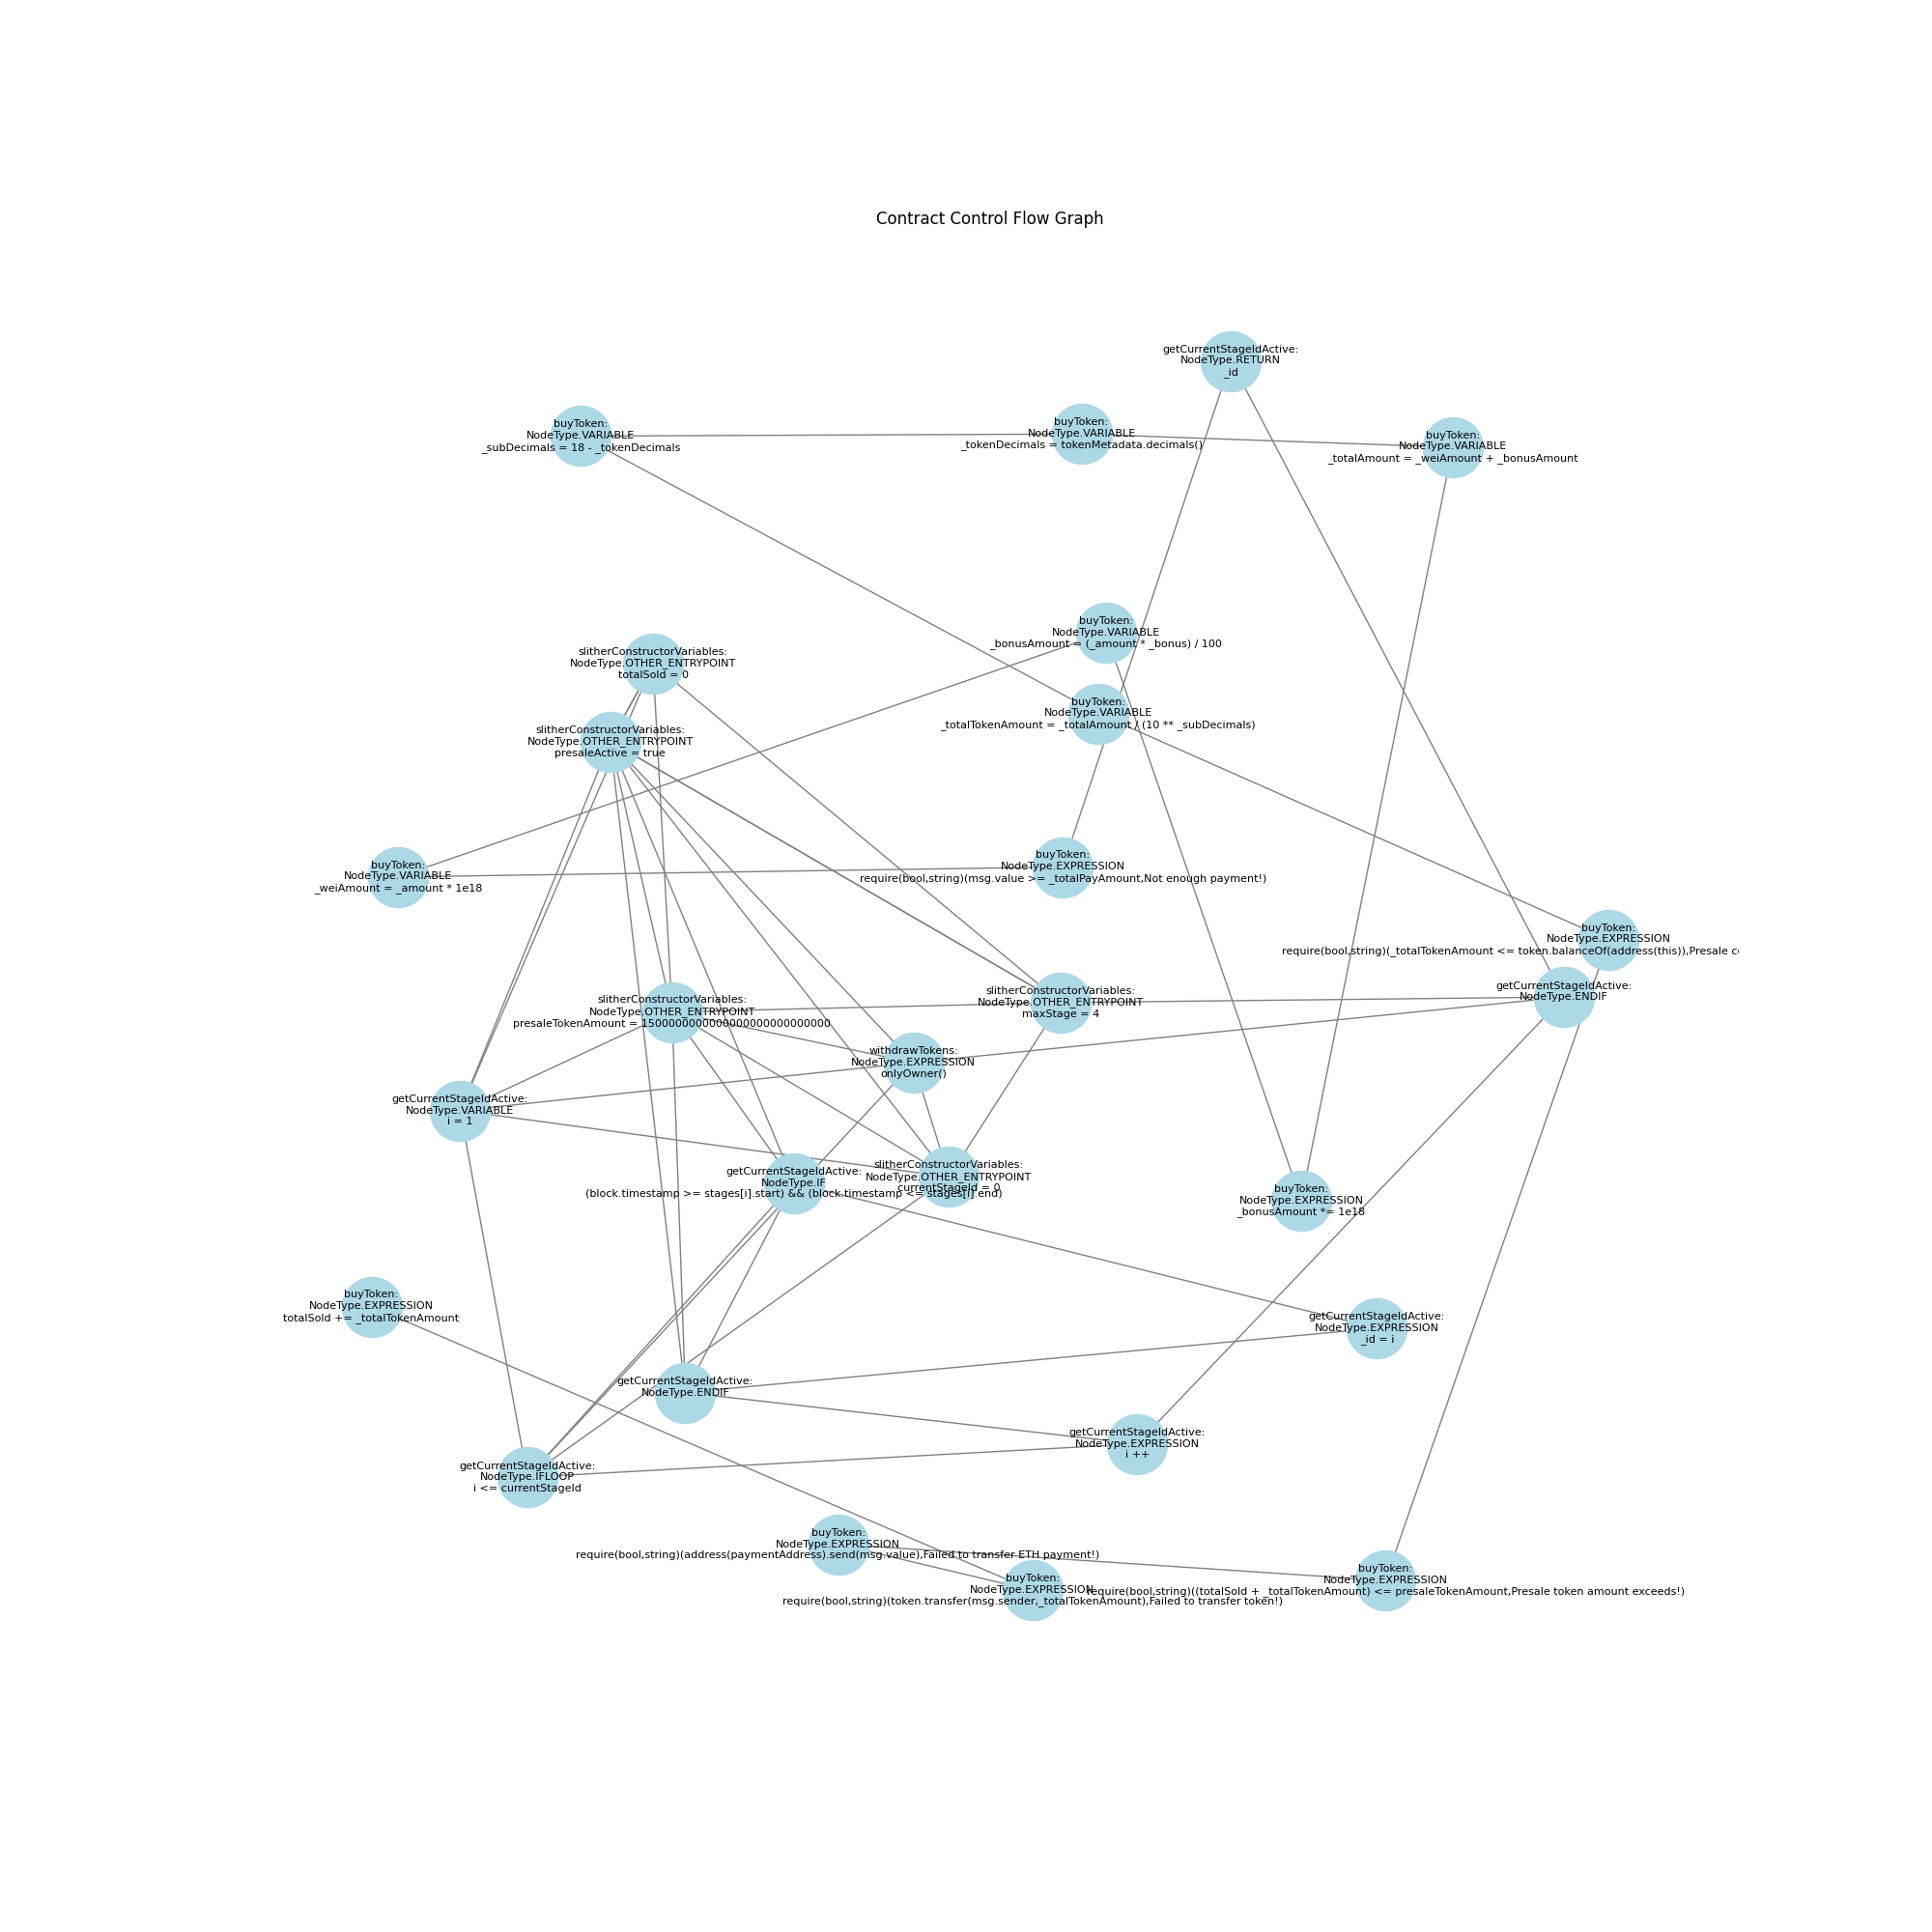 Contract Control Flow Graph
getCurrentStageIdActive:
NodeType.RETURN
_id
buyToken:
NodeType.VARIABLE
_subDecimals = 18 - _tokenDecimals
buyToken:
NodeType.VARIABLE
_tokenDecimals = tokenMetadata.decimals()
buyToken:
NodeType.VARIABLE
_totalAmount = _weiAmount + _bonusAmount
buyToken:
NodeType.VARIABLE
_bonusAmount = (_amount * _bonus) / 100
slitherConstructorVariables:
NodeType.OTHER_ENTRYPOINT
totalSold = 0
buyToken:
NodeType.VARIABLE
_totalTokenAmount = _totalAmount / (10 ** _subDecimals)
slitherConstructorVariables:
NodeType.OTHER_ENTRYPOINT
presaleActive = true
buyToken:
NodeType.VARIABLE
_weiAmount = _amount * 1e18
buyToken:
NodeType.EXPRESSION
require(bool,string)(msg.value >= _totalPayAmount,Not enough payment!)
buyToken:
NodeType.EXPRESSION
require(bool,string)(_totalTokenAmount <= token.balanceOf(address(this)),Presale
getCurrentStageIdActive:
NodeType.ENDIF
slitherConstructorVariables:
NodeType.OTHER_ENTRYPOINT
maxStage = 4
slitherConstructorVariables:
NodeType.OTHER_ENTRYPOINT
withdrawTokens:
NodeType.EXPRESSION
onlyOwner()
getCurrentStageIdActive:
NodeType.VARIABLE
i = 1
getCurrentStageIdActive:
NodeType.IF
(block.timestamp >= stages[i].start) && (block.timestamp <= stages[i].end)
slitherConstructorVariables:
NodeType.OTHER_ENTRYPOINT
currentStageId = 0
buyToken:
NodeType.EXPRESSION
_bonusAmount *= 1e18
buyToken:
NodeType.EXPRESSION
totalSold += _totalTokenAmount
getCurrentStageIdActive:
NodeType.EXPRESSION
_id = i
getCurrentStageIdActive:
NodeType.ENDIF
getCurrentStageIdActive:
NodeType.EXPRESSION
i ++
getCurrentStageIdActive:
NodeType.IFLOOP
i <= currentStageId
buyToken:
NodeType.EXPRESSION
require(bool,string)(address(paymentAddress).send(msg.value),Failed to transfer ETH payment!)
buyToken:
NodeType.EXPRESSION
require(bool,string)(token.transfer(msg.sender,_totalTokenAmount),Failed to transfer token!)
buyToken:
NodeType.EXPRESSION
require(bool,string)((totalSold + _totalTokenAmount) <= presaleTokenAmount,Presale token amount exceeds!)